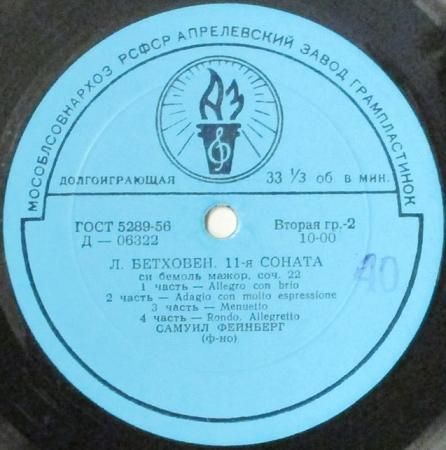 МОСОБЛСОВНАРХОЗ РСФСР АПРЕЛЕВСКИЙ ЗАВОД ГРАМПЛАСТИНОК
АЗ
ДОЛГОИГРАЮЩАЯ 33 1/3 об в мин.
ГОСТ 5289-56 Вторая гр.-2
Д — 06322 10-00
Л. БЕТХОВЕН. 11-я СОНАТА
си бемоль мажор, соч. 22
1 часть — Allegro con brio
2 часть — Adagio con molto espressione
3 часть — Menuetto
4 часть — Rondo. Allegretto
САМУИЛ ФЕЙНБЕРГ
(ф-но)